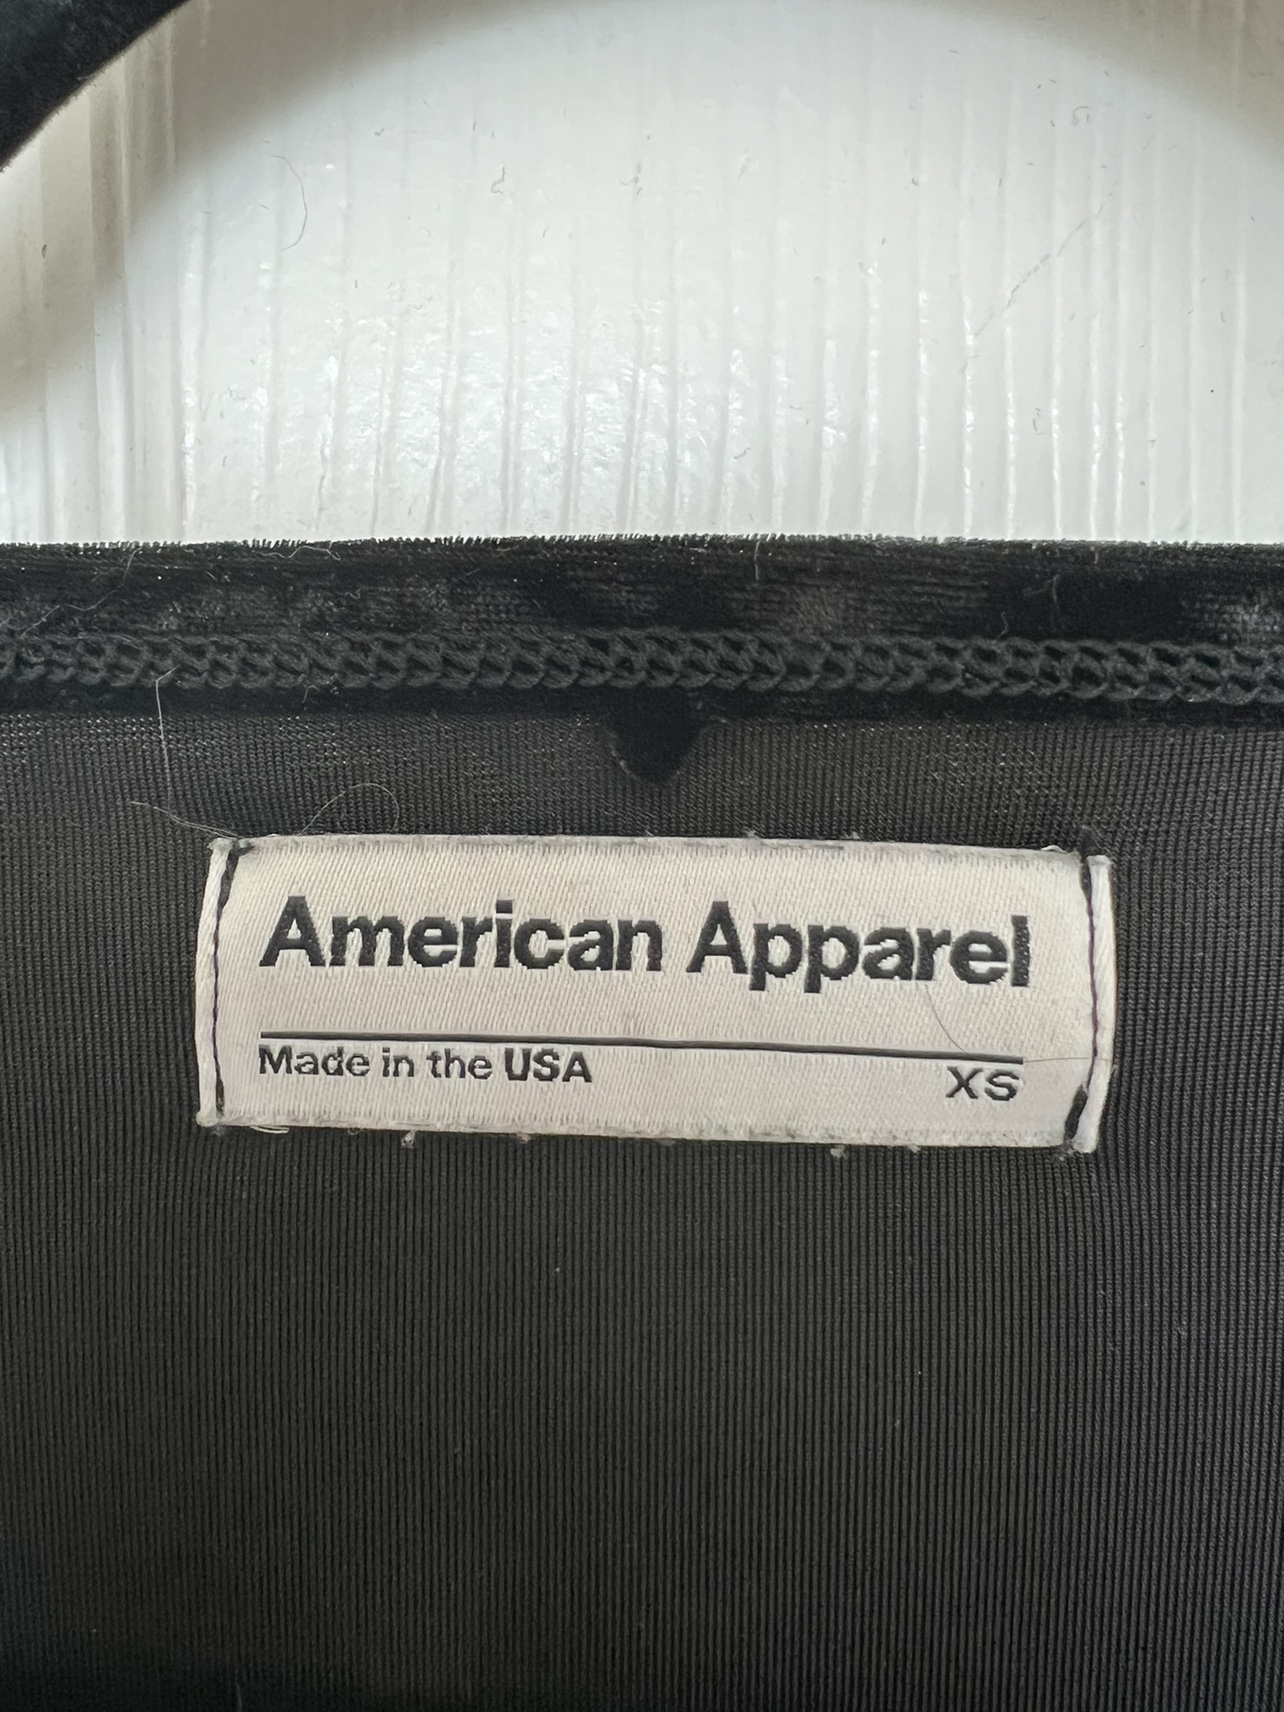 American Apparel
Made in the USA
XS